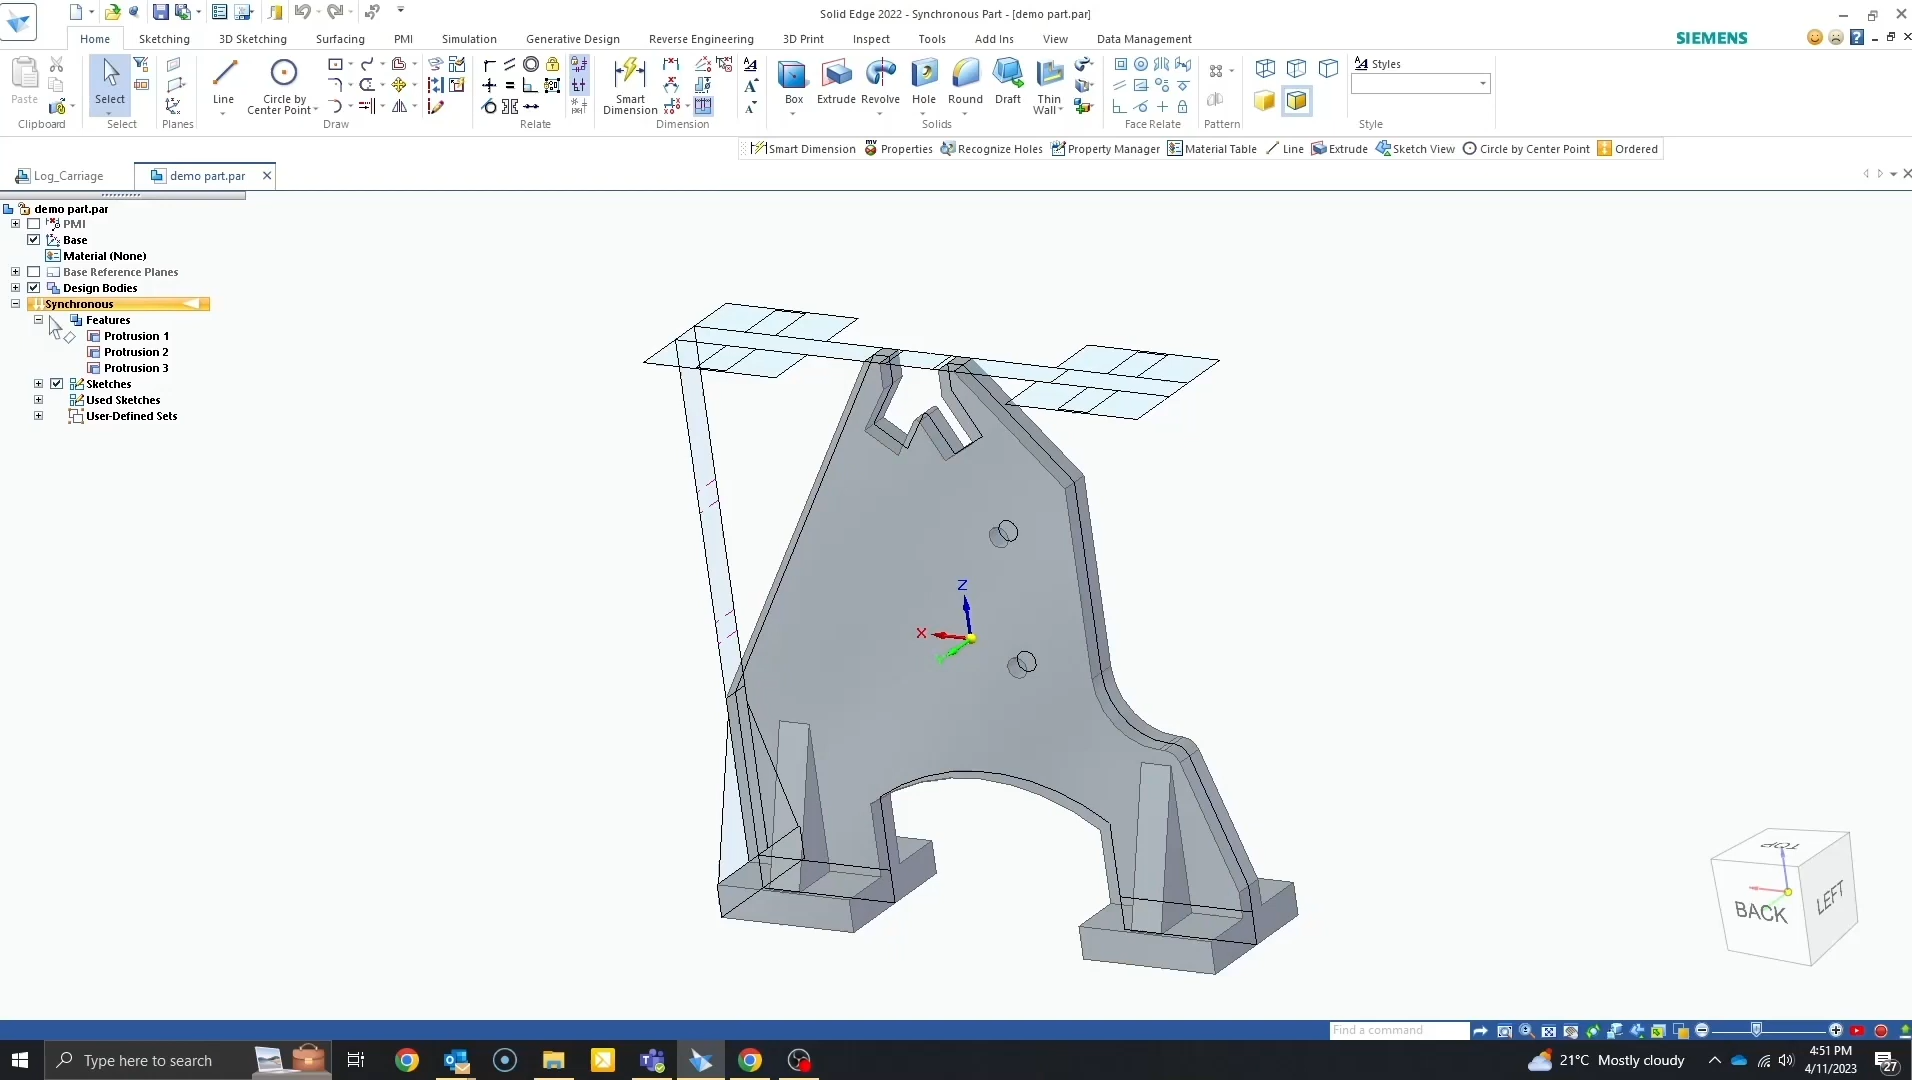 Solid Edge 2022 - Synchronous Part - [demo part.par]
Home Sketching 3D Sketching Surfacing PMI Simulation Generative Design Reverse Engineering 3D Print Inspect Tools Add Ins View Data Management
SIEMENS
Paste Select Line Circle by Center Point Smart Dimension Box Extrude Revolve Hole Round Draft Thin Wall Styles
Clipboard Select Planes Draw Relate Dimension Solids Face Relate Pattern Style
Smart Dimension Properties Recognize Holes Property Manager Material Table Line Extrude Sketch View Circle by Center Point Ordered
Log_Carriage demo part.par
demo part.par
PMI
Base
Material (None)
Base Reference Planes
Design Bodies
Synchronous
Features
Protrusion 1
Protrusion 2
Protrusion 3
Sketches
Used Sketches
User-Defined Sets
Z
X
TOP
BACK LEFT
Find a command
Type here to search
21°C Mostly cloudy
4:51 PM
4/11/2023
27